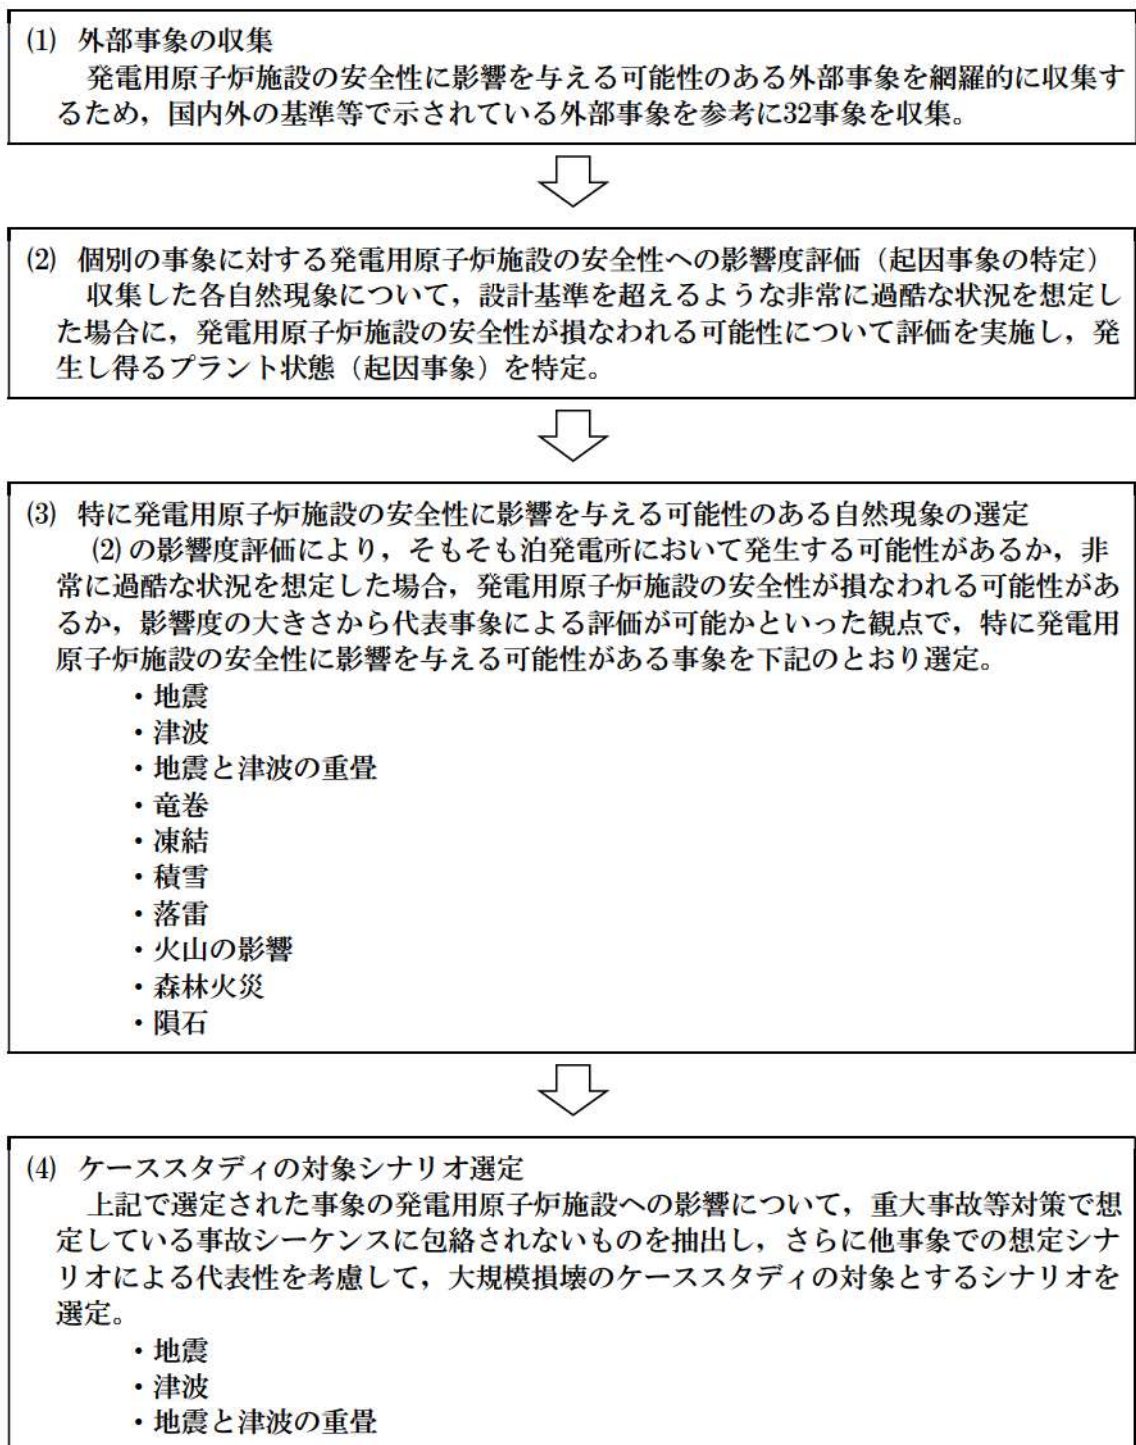 (1) 外部事象の収集
発電用原子炉施設の安全性に影響を与える可能性のある外部事象を網羅的に収集す
るため，国内外の基準等で示されている外部事象を参考に32事象を収集。
(2) 個別の事象に対する発電用原子炉施設の安全性への影響度評価（起因事象の特定）
収集した各自然現象について，設計基準を超えるような非常に過酷な状況を想定し
た場合に，発電用原子炉施設の安全性が損なわれる可能性について評価を実施し，発
生し得るプラント状態（起因事象）を特定。
(3) 特に発電用原子炉施設の安全性に影響を与える可能性のある自然現象の選定
(2) の影響度評価により，そもそも泊発電所において発生する可能性があるか，非
常に過酷な状況を想定した場合，発電用原子炉施設の安全性が損なわれる可能性があ
るか，影響度の大きさから代表事象による評価が可能かといった観点で，特に発電用
原子炉施設の安全性に影響を与える可能性がある事象を下記のとおり選定。
・地震
・津波
・地震と津波の重畳
・竜巻
・凍結
・積雪
・落雷
・火山の影響
・森林火災
・隕石
(4) ケーススタディの対象シナリオ選定
上記で選定された事象の発電用原子炉施設への影響について，重大事故等対策で想
定している事故シーケンスに包絡されないものを抽出し，さらに他事象での想定シナ
リオによる代表性を考慮して，大規模損壊のケーススタディの対象とするシナリオを
選定。
・地震
・津波
・地震と津波の重畳